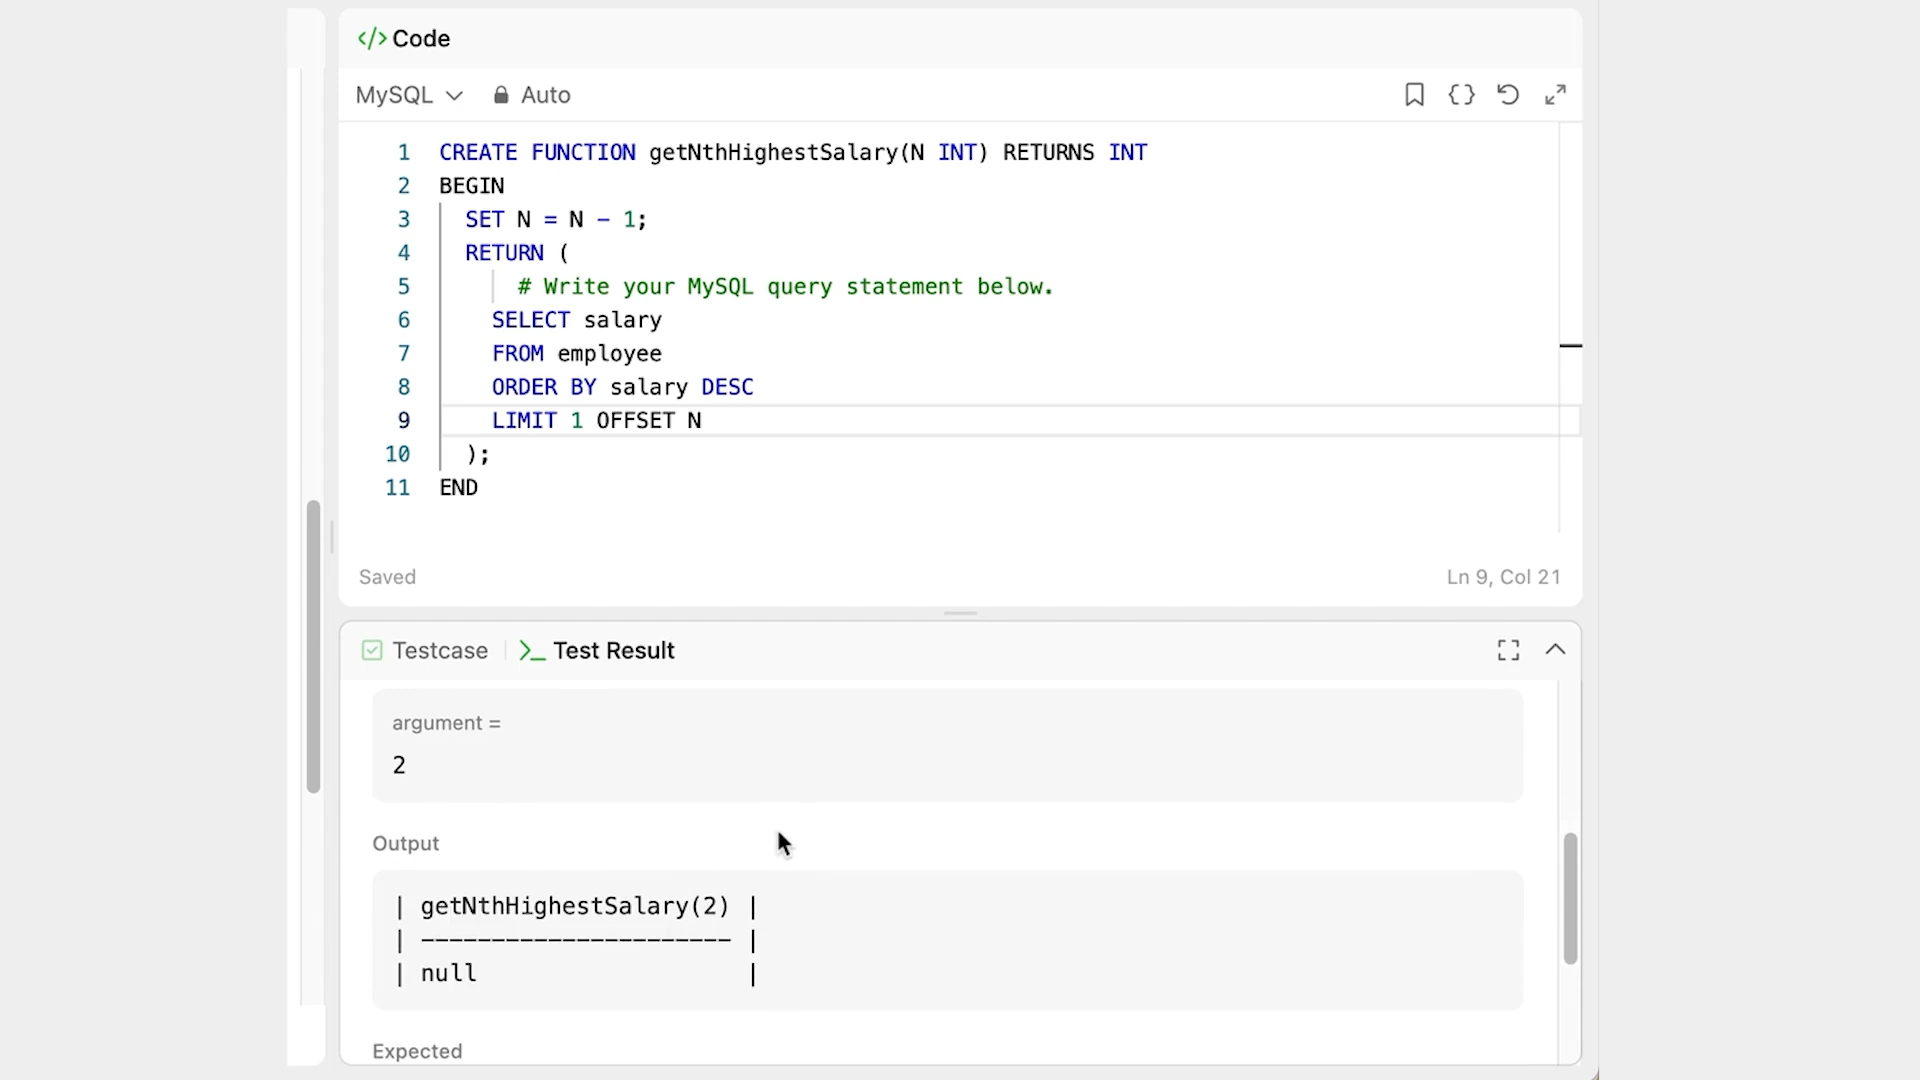 </> Code
MySQL Auto {}
1 CREATE FUNCTION getNthHighestSalary(N INT) RETURNS INT
2 BEGIN
3 SET N = N - 1;
4 RETURN (
5 # Write your MySQL query statement below.
6 SELECT salary
7 FROM employee
8 ORDER BY salary DESC
9 LIMIT 1 OFFSET N
10 );
11 END
Saved Ln 9, Col 21
Testcase >_ Test Result
argument =
2
Output
| getNthHighestSalary(2) |
| ---------------------- |
| null |
Expected